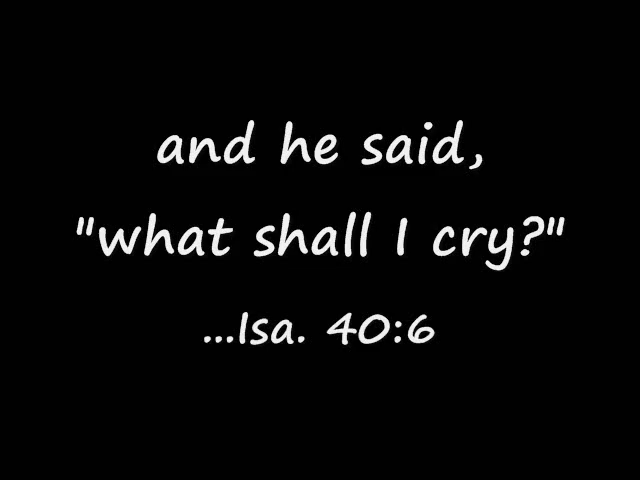 and he said,
"what shall I cry?"
...Isa. 40:6